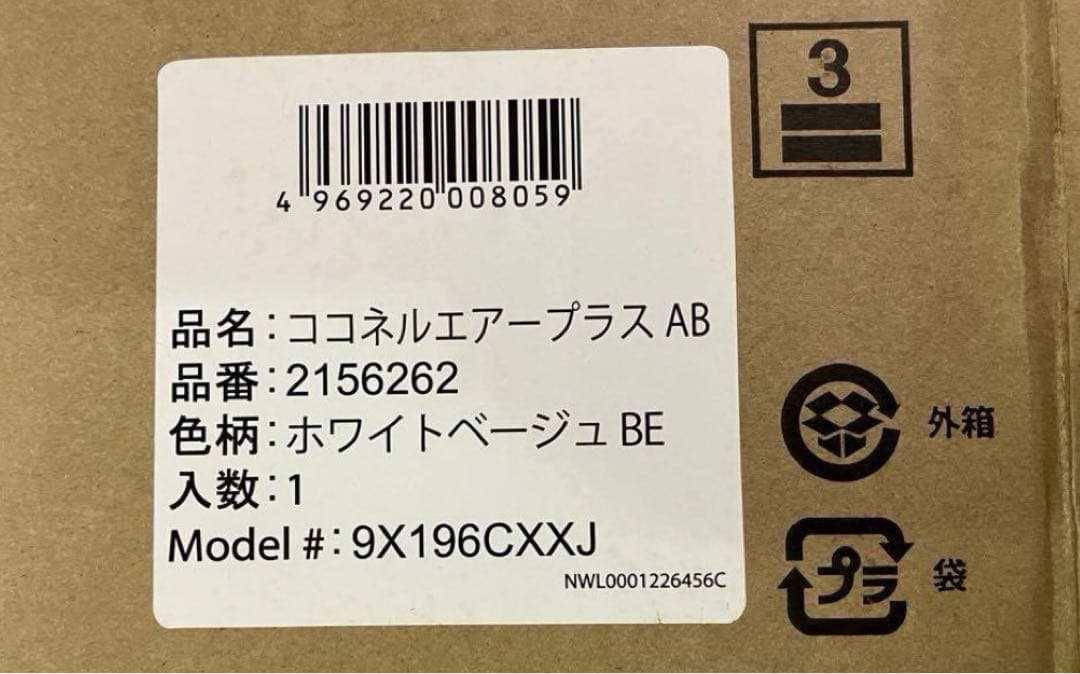 3
4 969220 008059
品名：ココネルエアープラス AB
品番：2156262
色柄：ホワイトベージュ BE
入数：1
Model #：9X196CXXJ
NWL0001226456C
外箱
プラ 袋